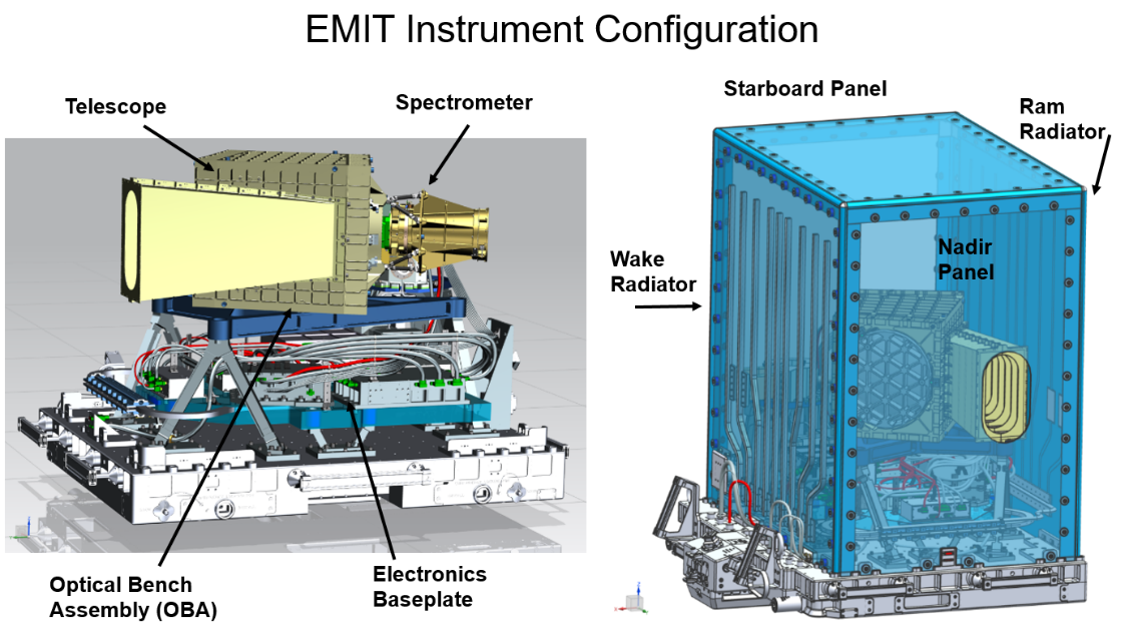 EMIT Instrument Configuration
Telescope
Spectrometer
Optical Bench
Assembly (OBA)
Electronics
Baseplate
Starboard Panel
Ram
Radiator
Wake
Radiator
Nadir
Panel